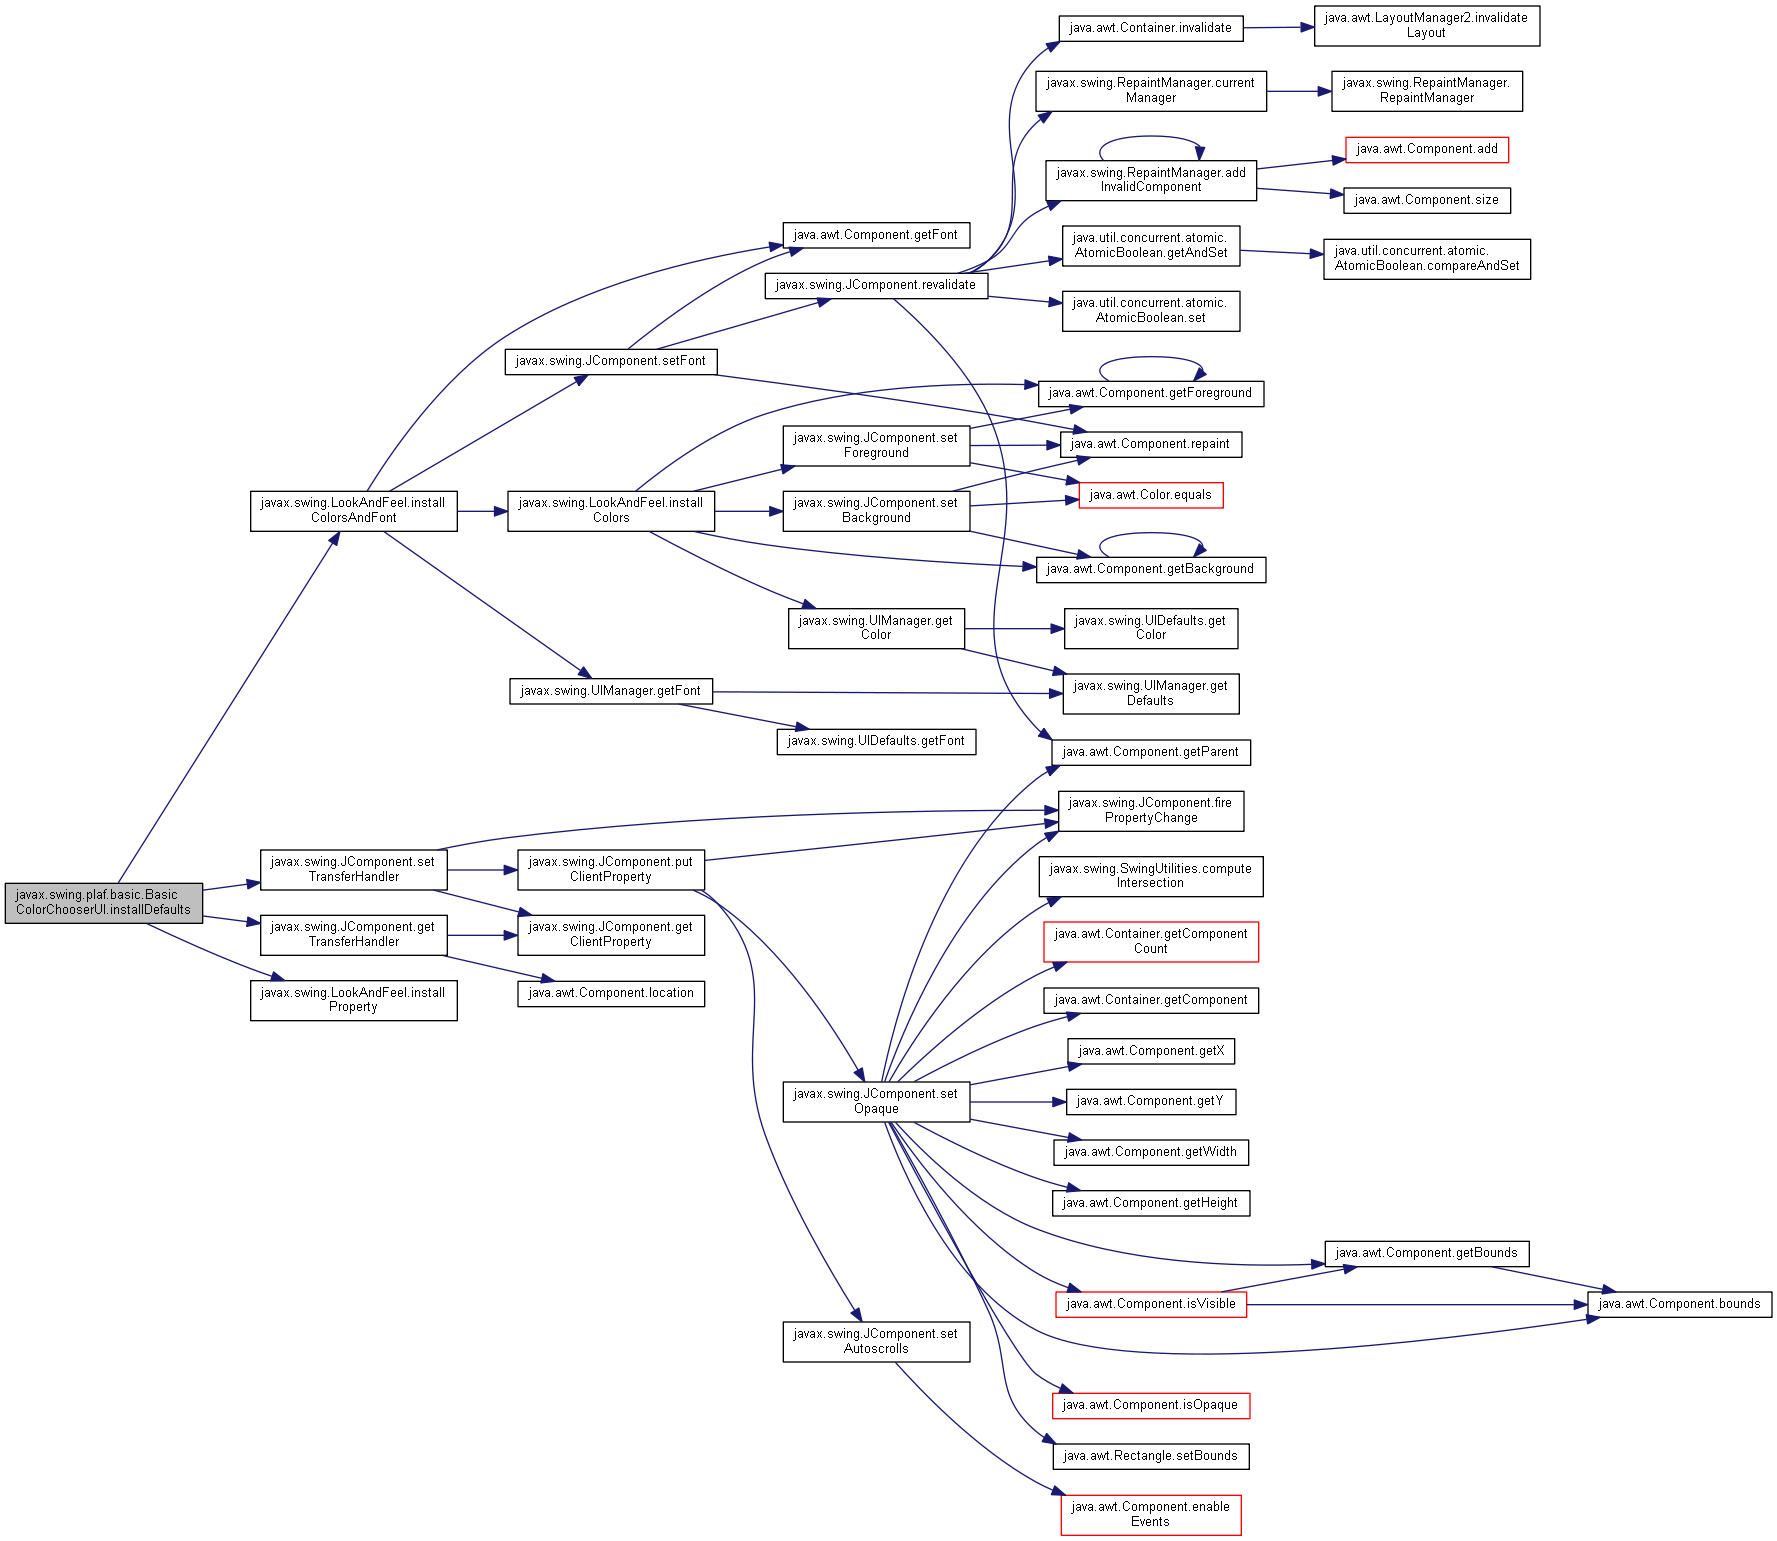 java.awt.Container.invalidate
java.awt.LayoutManager2.invalidate
Layout
javax.swing.RepaintManager.current
Manager
javax.swing.RepaintManager.
RepaintManager
java.awt.Component.add
javax.swing.RepaintManager.add
InvalidComponent
java.awt.Component.size
java.awt.Component.getFont
java.util.concurrent.atomic.
AtomicBoolean.getAndSet
java.util.concurrent.atomic.
AtomicBoolean.compareAndSet
javax.swing.JComponent.revalidate
java.util.concurrent.atomic.
AtomicBoolean.set
javax.swing.JComponent.setFont
java.awt.Component.getForeground
javax.swing.JComponent.set
Foreground
java.awt.Component.repaint
javax.swing.LookAndFeel.install
ColorsAndFont
javax.swing.LookAndFeel.install
Colors
javax.swing.JComponent.set
Background
java.awt.Color.equals
java.awt.Component.getBackground
javax.swing.UIManager.get
Color
javax.swing.UIDefaults.get
Color
javax.swing.UIManager.getFont
javax.swing.UIManager.get
Defaults
javax.swing.UIDefaults.getFont
java.awt.Component.getParent
javax.swing.JComponent.fire
PropertyChange
javax.swing.JComponent.set
TransferHandler
javax.swing.JComponent.put
ClientProperty
javax.swing.SwingUtilities.compute
Intersection
javax.swing.plaf.basic.Basic
ColorChooserUI.installDefaults
javax.swing.JComponent.get
TransferHandler
javax.swing.JComponent.get
ClientProperty
java.awt.Container.getComponent
Count
javax.swing.LookAndFeel.install
Property
java.awt.Component.location
java.awt.Container.getComponent
java.awt.Component.getX
javax.swing.JComponent.set
Opaque
java.awt.Component.getY
java.awt.Component.getWidth
java.awt.Component.getHeight
java.awt.Component.getBounds
java.awt.Component.isVisible
java.awt.Component.bounds
javax.swing.JComponent.set
Autoscrolls
java.awt.Component.isOpaque
java.awt.Rectangle.setBounds
java.awt.Component.enable
Events